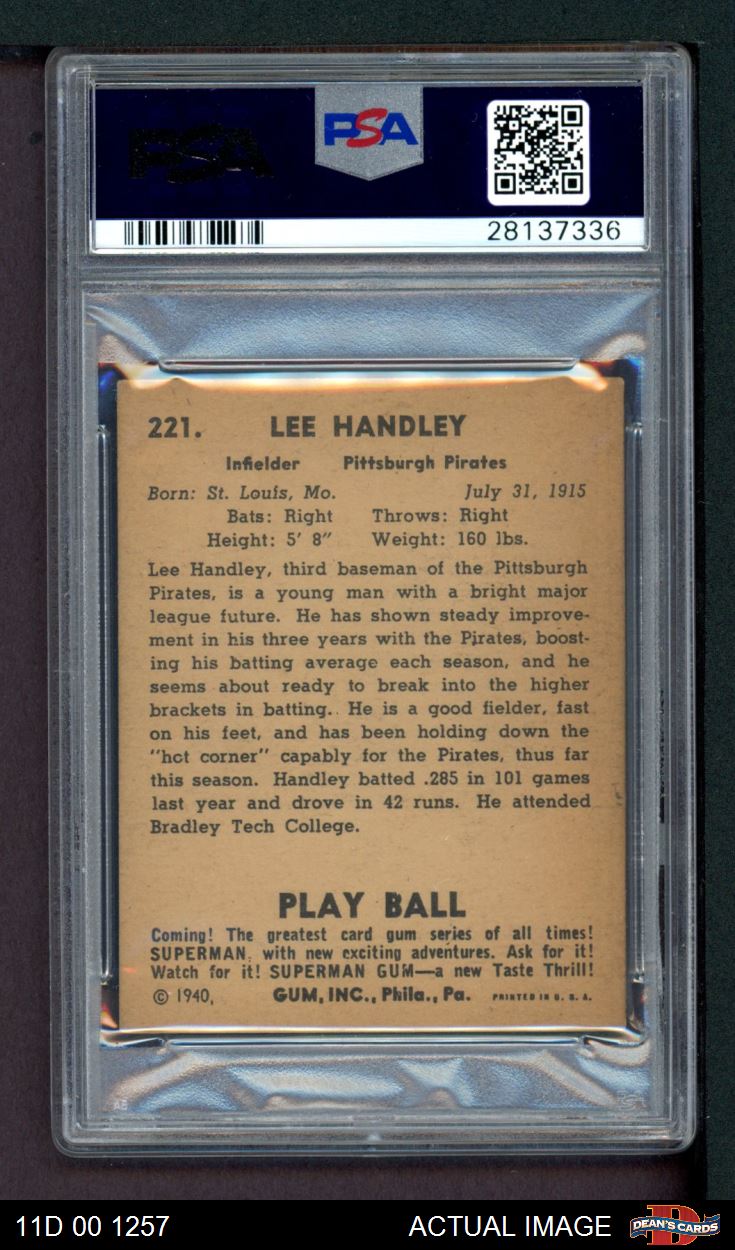 PSA
PSA
28137336
221. LEE HANDLEY
Infielder Pittsburgh Pirates
Born: St. Louis, Mo. July 31, 1915
Bats: Right Throws: Right
Height: 5' 8" Weight: 160 lbs.
Lee Handley, third baseman of the Pittsburgh
Pirates, is a young man with a bright major
league future. He has shown steady improve-
ment in his three years with the Pirates, boost-
ing his batting average each season, and he
seems about ready to break into the higher
brackets in batting. He is a good fielder, fast
on his feet, and has been holding down the
"hot corner" capably for the Pirates, thus far
this season. Handley batted .285 in 101 games
last year and drove in 42 runs. He attended
Bradley Tech College.
PLAY BALL
Coming! The greatest card gum series of all times!
SUPERMAN, with new exciting adventures. Ask for it!
Watch for it! SUPERMAN GUM—a new Taste Thrill!
© 1940, GUM, INC., Phila., Pa. PRINTED IN U. S. A.
11D 00 1257 ACTUAL IMAGE DEAN'S CARDS